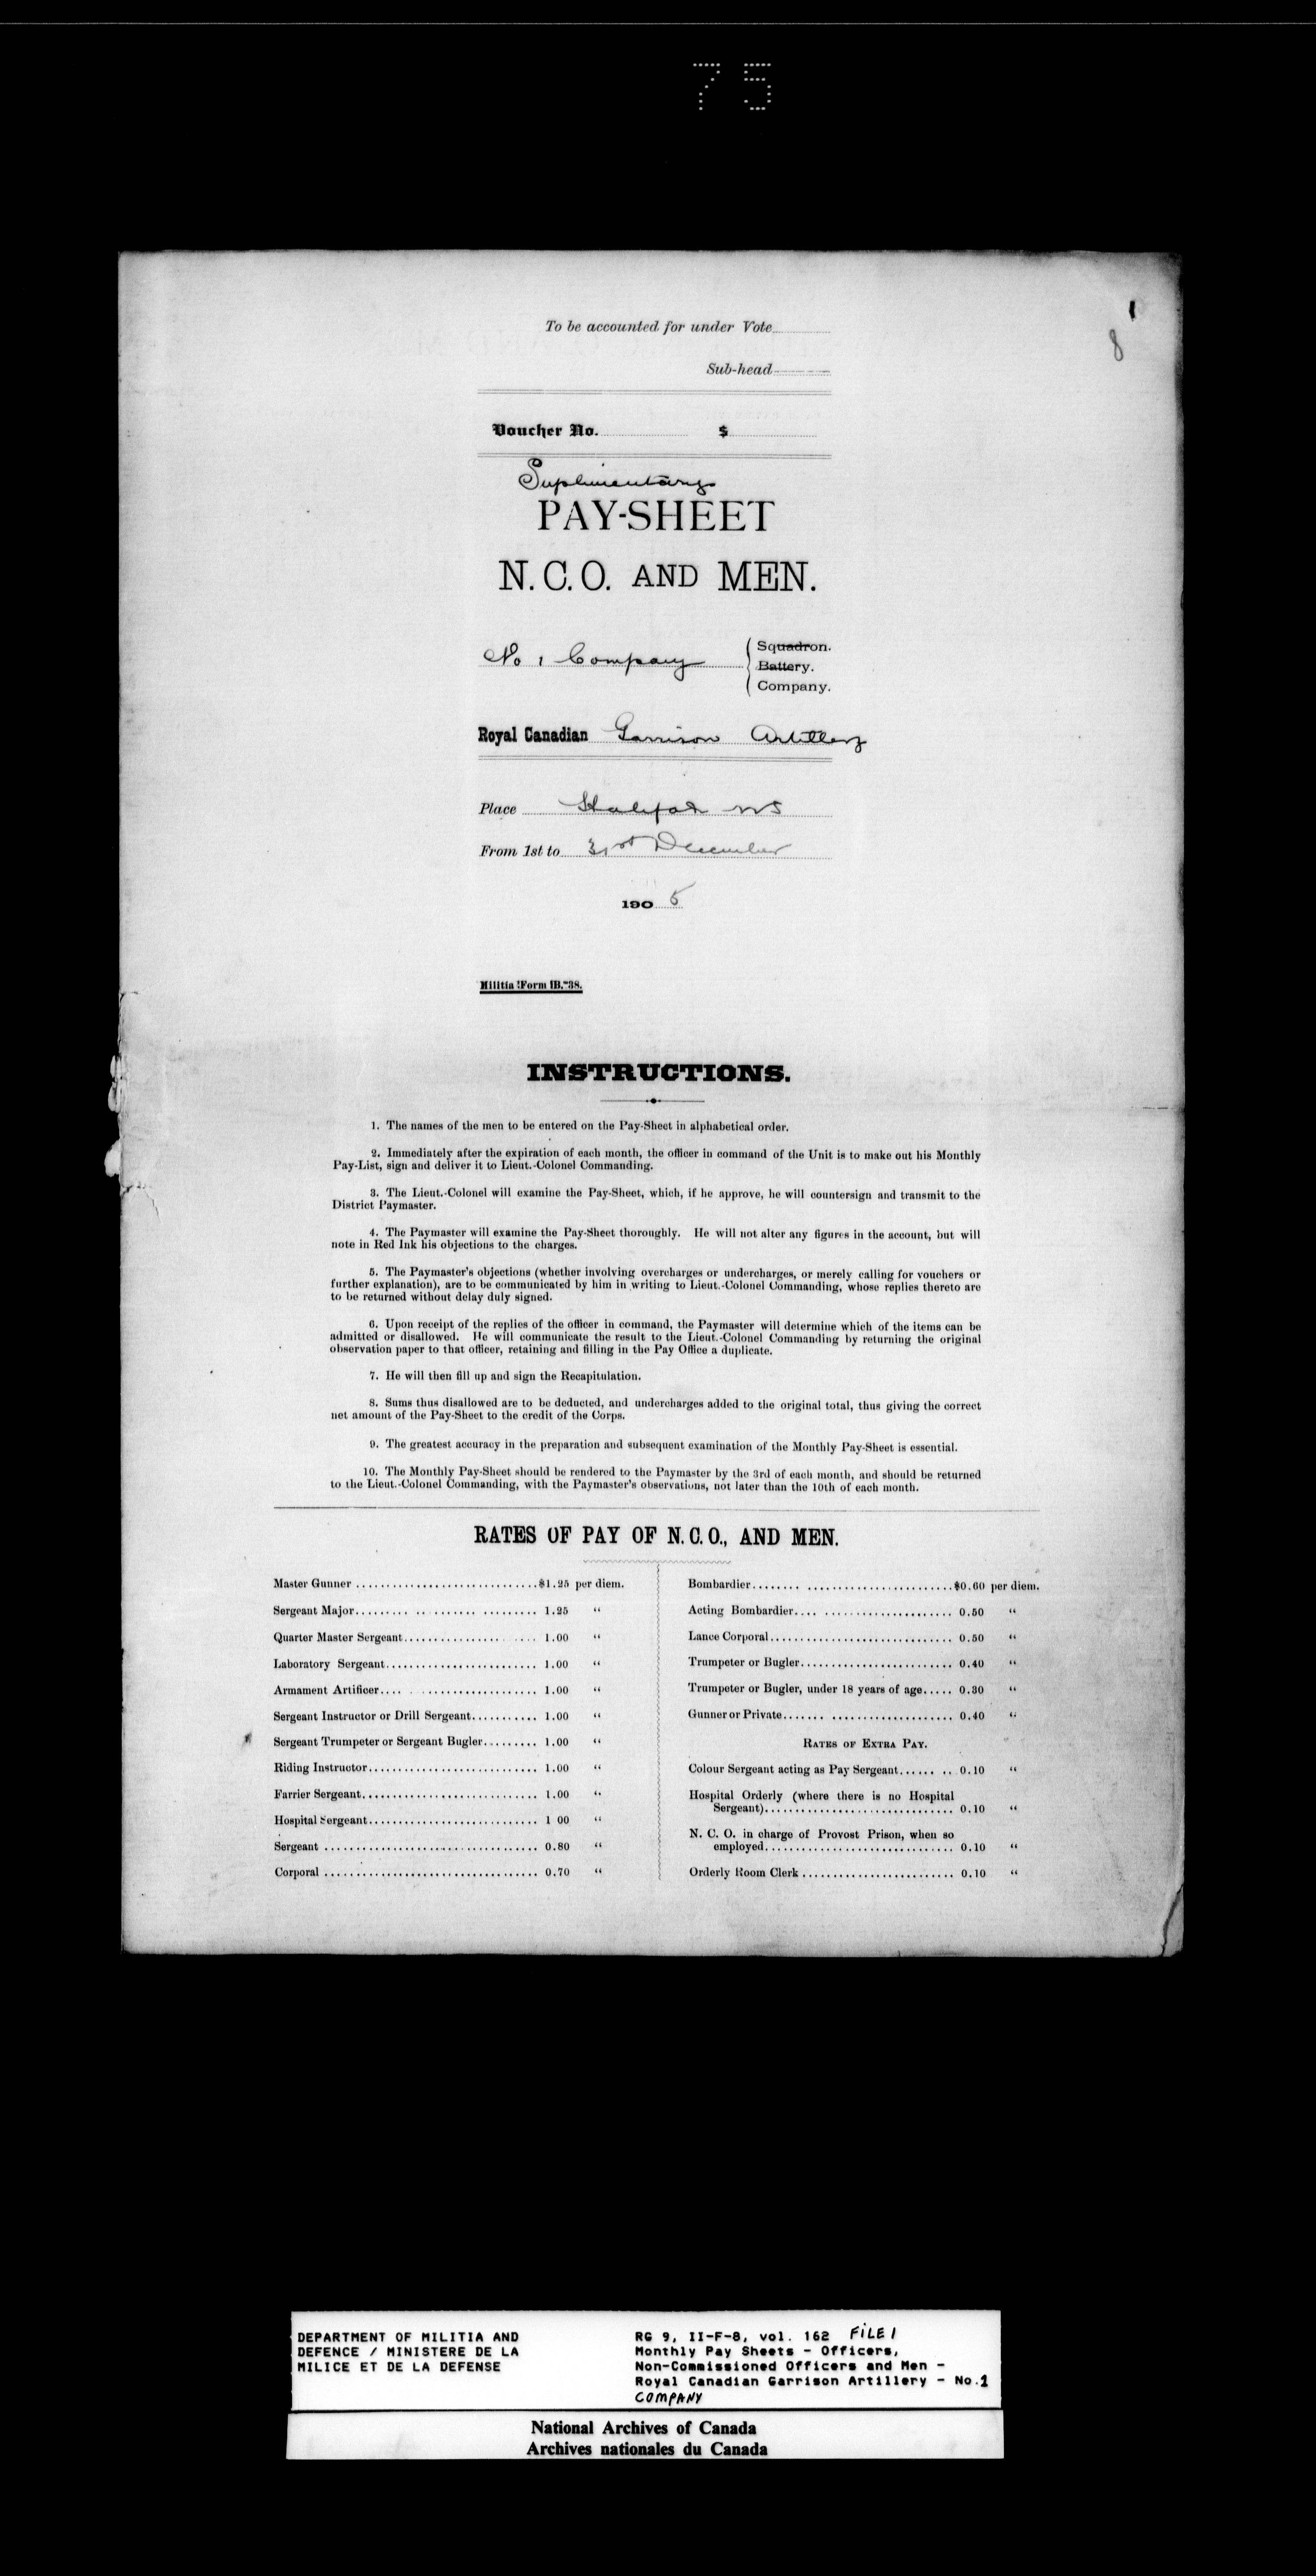 75
1
8
To be accounted for under Vote
Sub-head
Voucher No. $
Suplimentary
PAY-SHEET
N. C. O. AND MEN.
No 1 Company
Squadron.
Battery.
Company.
Royal Canadian Garrison Artillery
Place Halifax NS
From 1st to 31st December
190 5
Militia Form B. 38.
INSTRUCTIONS.
1. The names of the men to be entered on the Pay-Sheet in alphabetical order.
2. Immediately after the expiration of each month, the officer in command of the Unit is to make out his Monthly
Pay-List, sign and deliver it to Lieut.-Colonel Commanding.
3. The Lieut.-Colonel will examine the Pay-Sheet, which, if he approve, he will countersign and transmit to the
District Paymaster.
4. The Paymaster will examine the Pay-Sheet thoroughly. He will not alter any figures in the account, but will
note in Red Ink his objections to the charges.
5. The Paymaster's objections (whether involving overcharges or undercharges, or merely calling for vouchers or
further explanation), are to be communicated by him in writing to Lieut.-Colonel Commanding, whose replies thereto are
to be returned without delay duly signed.
6. Upon receipt of the replies of the officer in command, the Paymaster will determine which of the items can be
admitted or disallowed. He will communicate the result to the Lieut.-Colonel Commanding by returning the original
observation paper to that officer, retaining and filling in the Pay Office a duplicate.
7. He will then fill up and sign the Recapitulation.
8. Sums thus disallowed are to be deducted, and undercharges added to the original total, thus giving the correct
net amount of the Pay-Sheet to the credit of the Corps.
9. The greatest accuracy in the preparation and subsequent examination of the Monthly Pay-Sheet is essential.
10. The Monthly Pay-Sheet should be rendered to the Paymaster by the 3rd of each month, and should be returned
to the Lieut.-Colonel Commanding, with the Paymaster's observations, not later than the 10th of each month.
RATES OF PAY OF N. C. O., AND MEN.
Master Gunner $1.25 per diem.
Sergeant Major 1.25 "
Quarter Master Sergeant 1.00 "
Laboratory Sergeant 1.00 "
Armament Artificer 1.00 "
Sergeant Instructor or Drill Sergeant 1.00 "
Sergeant Trumpeter or Sergeant Bugler 1.00 "
Riding Instructor 1.00 "
Farrier Sergeant 1.00 "
Hospital Sergeant 1 00 "
Sergeant 0.80 "
Corporal 0.70 "
Bombardier $0.60 per diem.
Acting Bombardier 0.50 "
Lance Corporal 0.50 "
Trumpeter or Bugler 0.40 "
Trumpeter or Bugler, under 18 years of age 0.30 "
Gunner or Private 0.40 "
RATES OF EXTRA PAY.
Colour Sergeant acting as Pay Sergeant 0.10 "
Hospital Orderly (where there is no Hospital
Sergeant) 0.10 "
N. C. O. in charge of Provost Prison, when so
employed 0.10 "
Orderly Room Clerk 0.10 "
DEPARTMENT OF MILITIA AND
DEFENCE / MINISTERE DE LA
MILICE ET DE LA DEFENSE
RG 9, II-F-8, vol. 162 FILE 1
Monthly Pay Sheets - Officers,
Non-Commissioned Officers and Men -
Royal Canadian Garrison Artillery - No.1
COMPANY
National Archives of Canada
Archives nationales du Canada